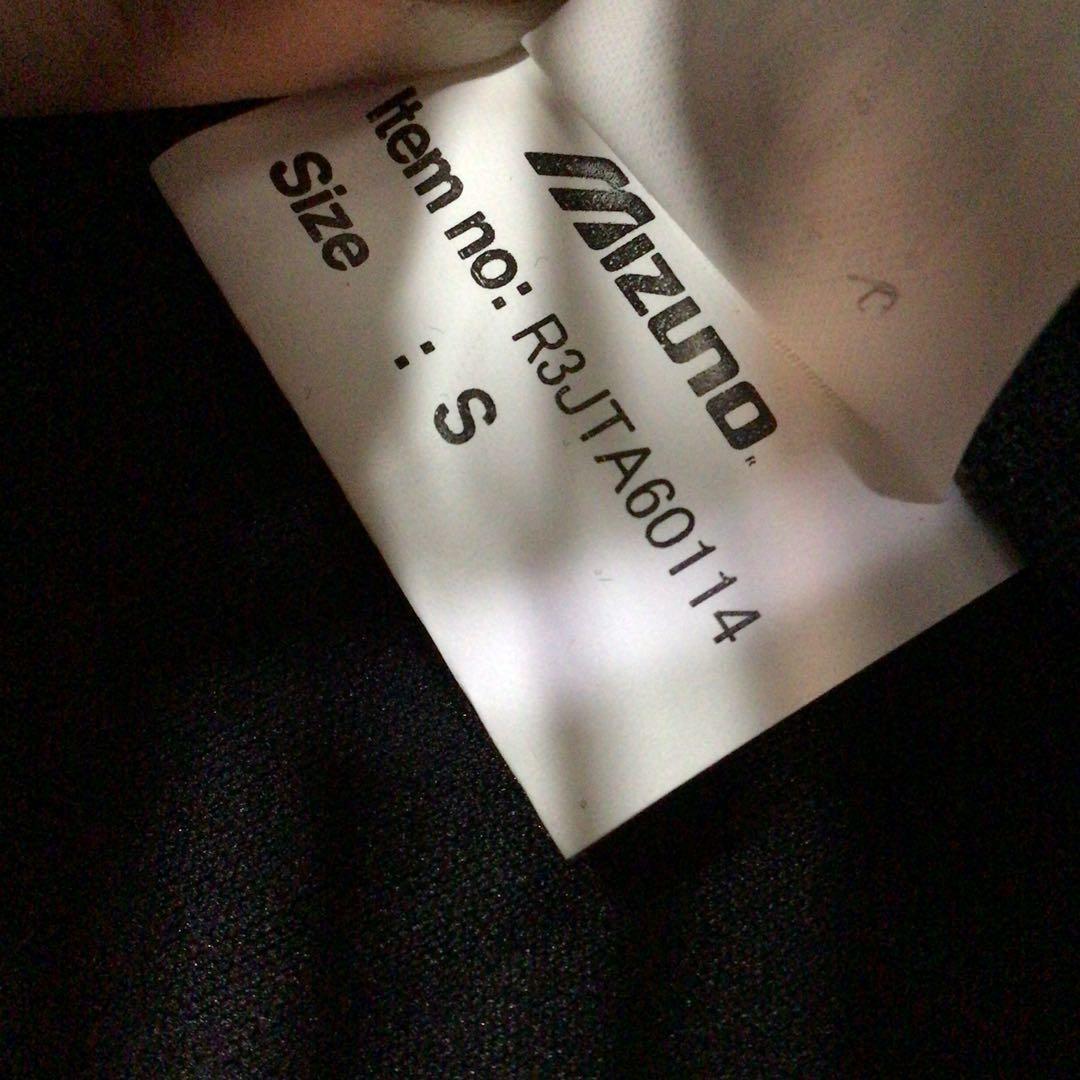 MIZUNO
Item no: R3JTA60114
Size : S